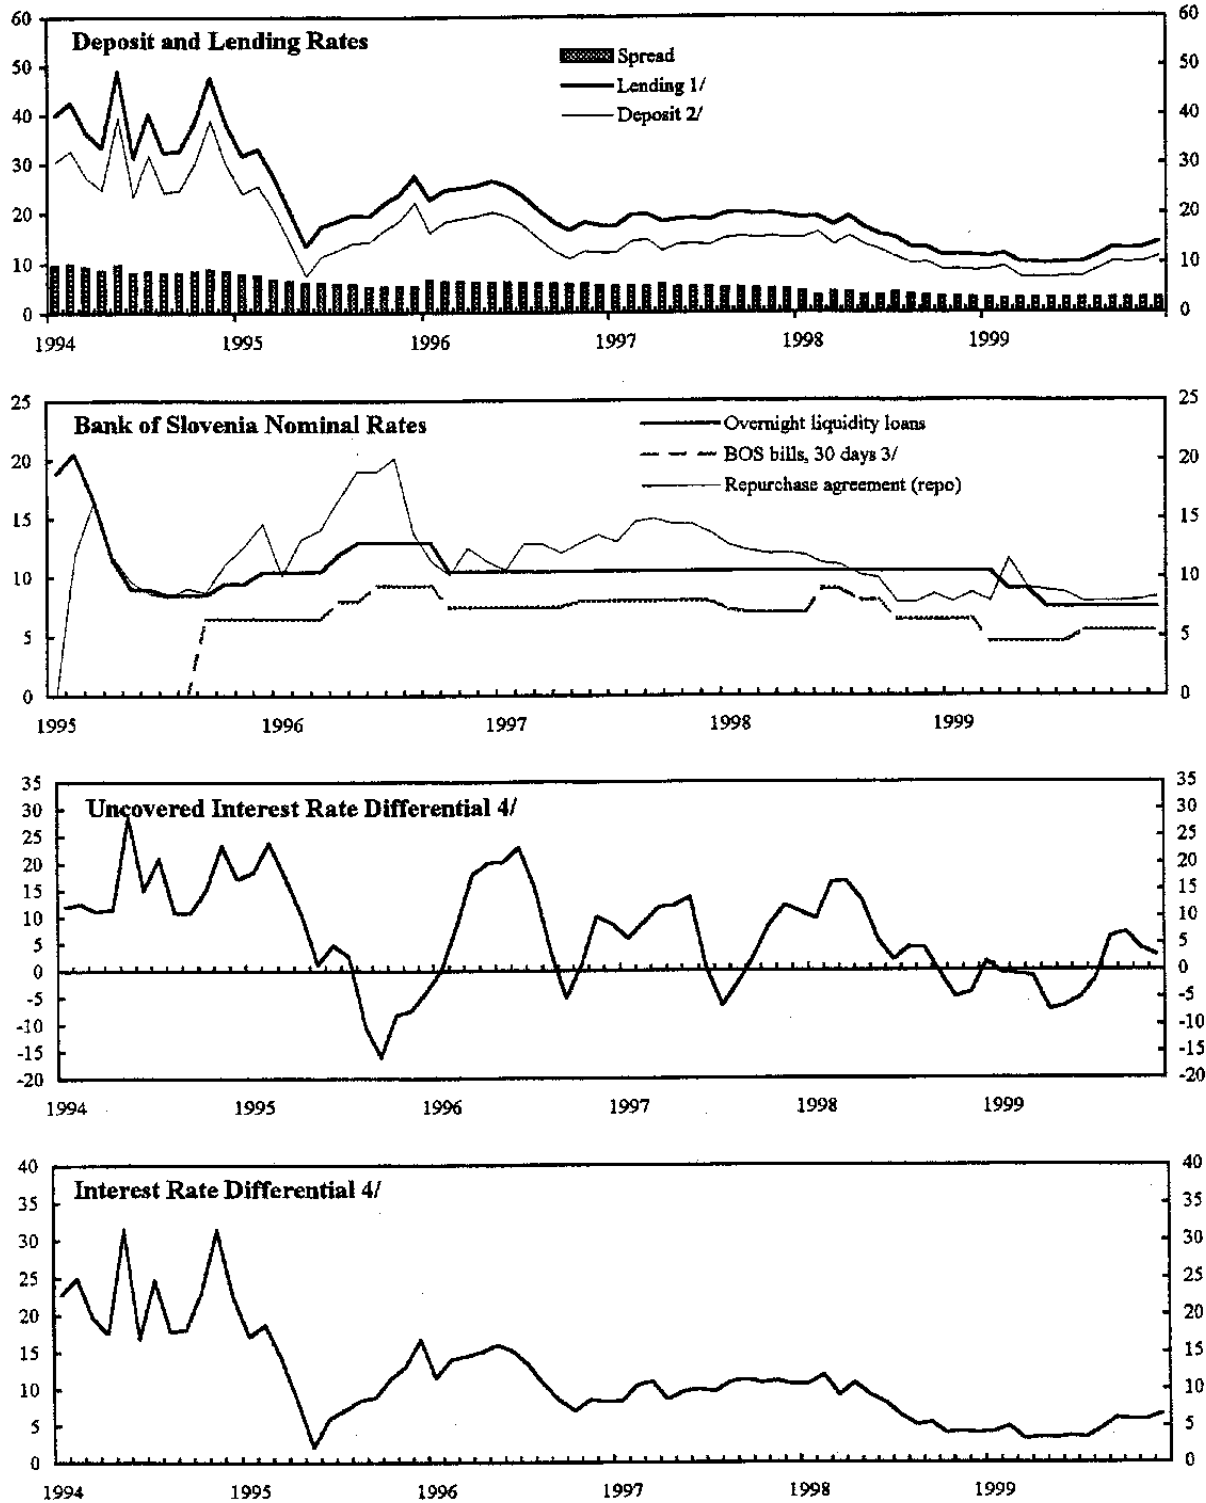 60 60
Deposit and Lending Rates
Spread
50 50
Lending 1/
Deposit 2/
40 40
30 30
20 20
10 10
0 0
1994 1995 1996 1997 1998 1999
25 25
Bank of Slovenia Nominal Rates
Overnight liquidity loans
BOS bills, 30 days 3/
20 20
Repurchase agreement (repo)
15 15
10 10
5 5
0 0
1995 1996 1997 1998 1999
35 35
Uncovered Interest Rate Differential 4/
30 30
25 25
20 20
15 15
10 10
5 5
0 0
-5 -5
-10 -10
-15 -15
-20 -20
1994 1995 1996 1997 1998 1999
40 40
Interest Rate Differential 4/
35 35
30 30
25 25
20 20
15 15
10 10
5 5
0 0
1994 1995 1996 1997 1998 1999